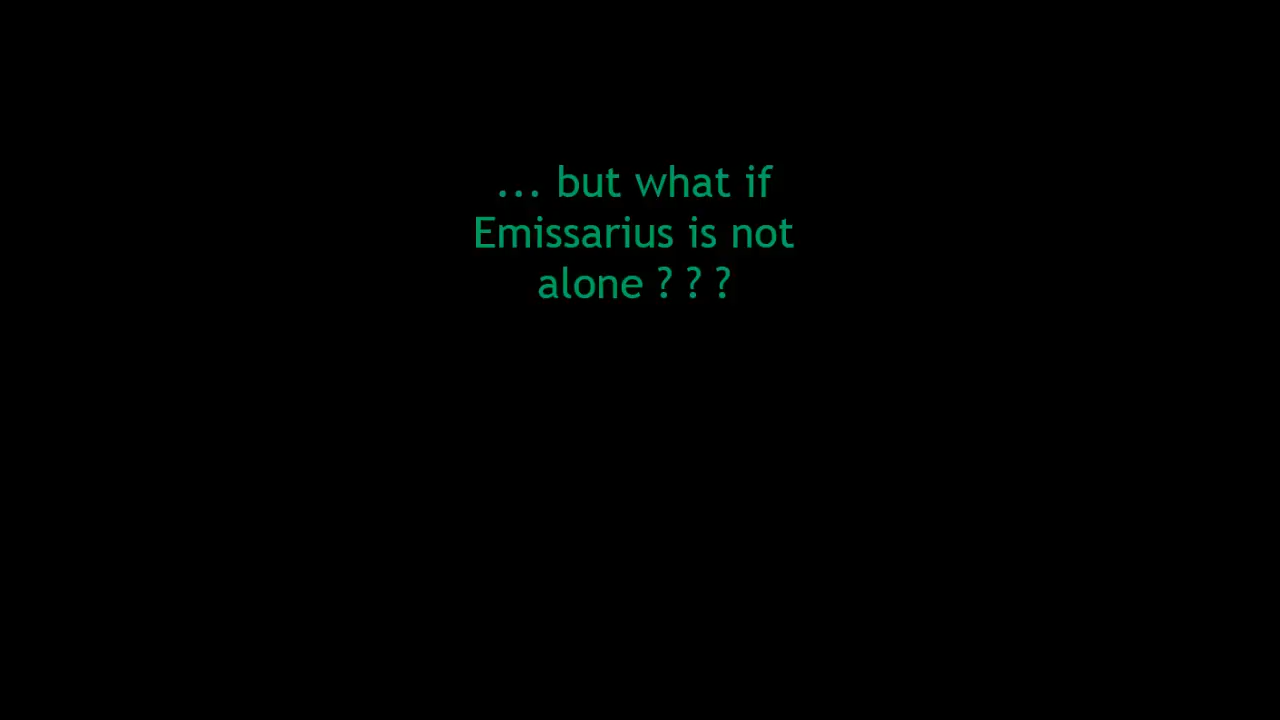 ... but what if
Emissarius is not
alone ? ? ?